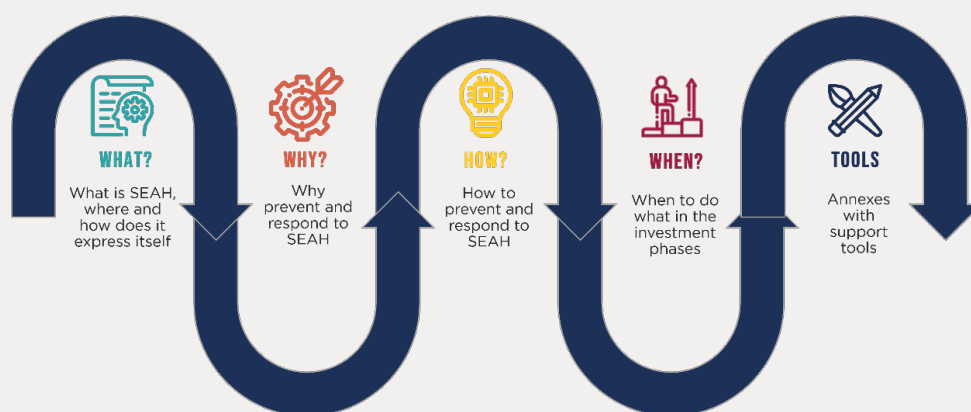 WHAT?
What is SEAH,
where and
how does it
express itself
WHY?
Why
prevent and
respond to
SEAH
HOW?
How to
prevent and
respond to
SEAH
WHEN?
When to do
what in the
investment
phases
TOOLS
Annexes
with
support
tools